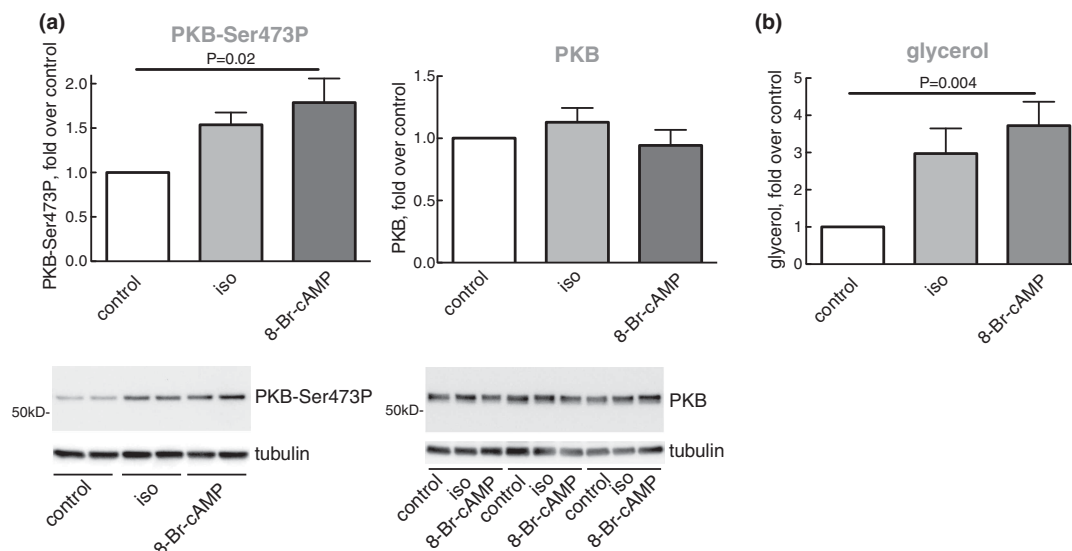 (a)
PKB-Ser473P
P=0.02
PKB-Ser473P, fold over control
2.0
1.5
1.0
0.5
0.0
control
iso
8-Br-cAMP
PKB
PKB, fold over control
1.5
1.0
0.5
0.0
control
iso
8-Br-cAMP
(b)
glycerol
P=0.004
glycerol, fold over control
5
4
3
2
1
0
control
iso
8-Br-cAMP
50kD-
PKB-Ser473P
tubulin
control
iso
8-Br-cAMP
50kD-
PKB
tubulin
control
iso
8-Br-cAMP
control
iso
8-Br-cAMP
control
iso
8-Br-cAMP